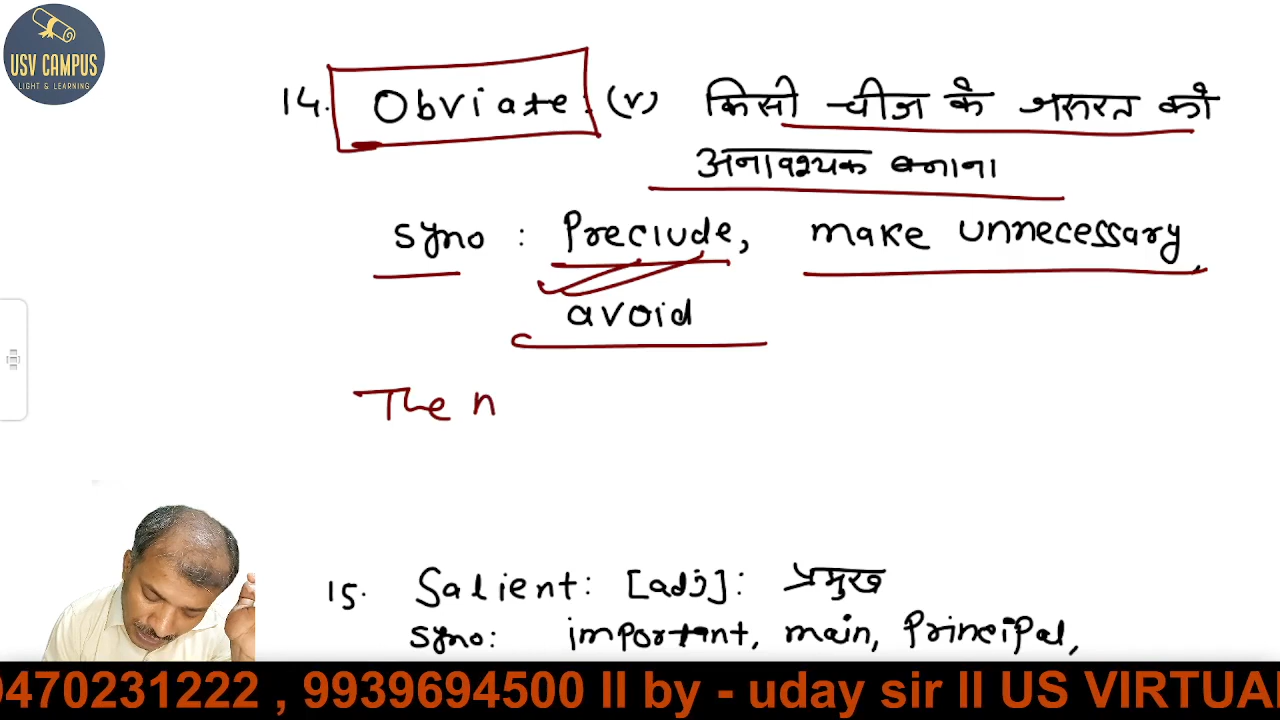 USV CAMPUS
LIGHT & LEARNING
14. Obviate (v) किसी चीज के जरुरत को
अनावश्यक बनाना
syno : Preclude, make unnecessary,
avoid
The n
15. Salient: [adj]: प्रमुख
syno: important, main, Principal,
9470231222 , 9939694500 II by - uday sir II US VIRTUAL